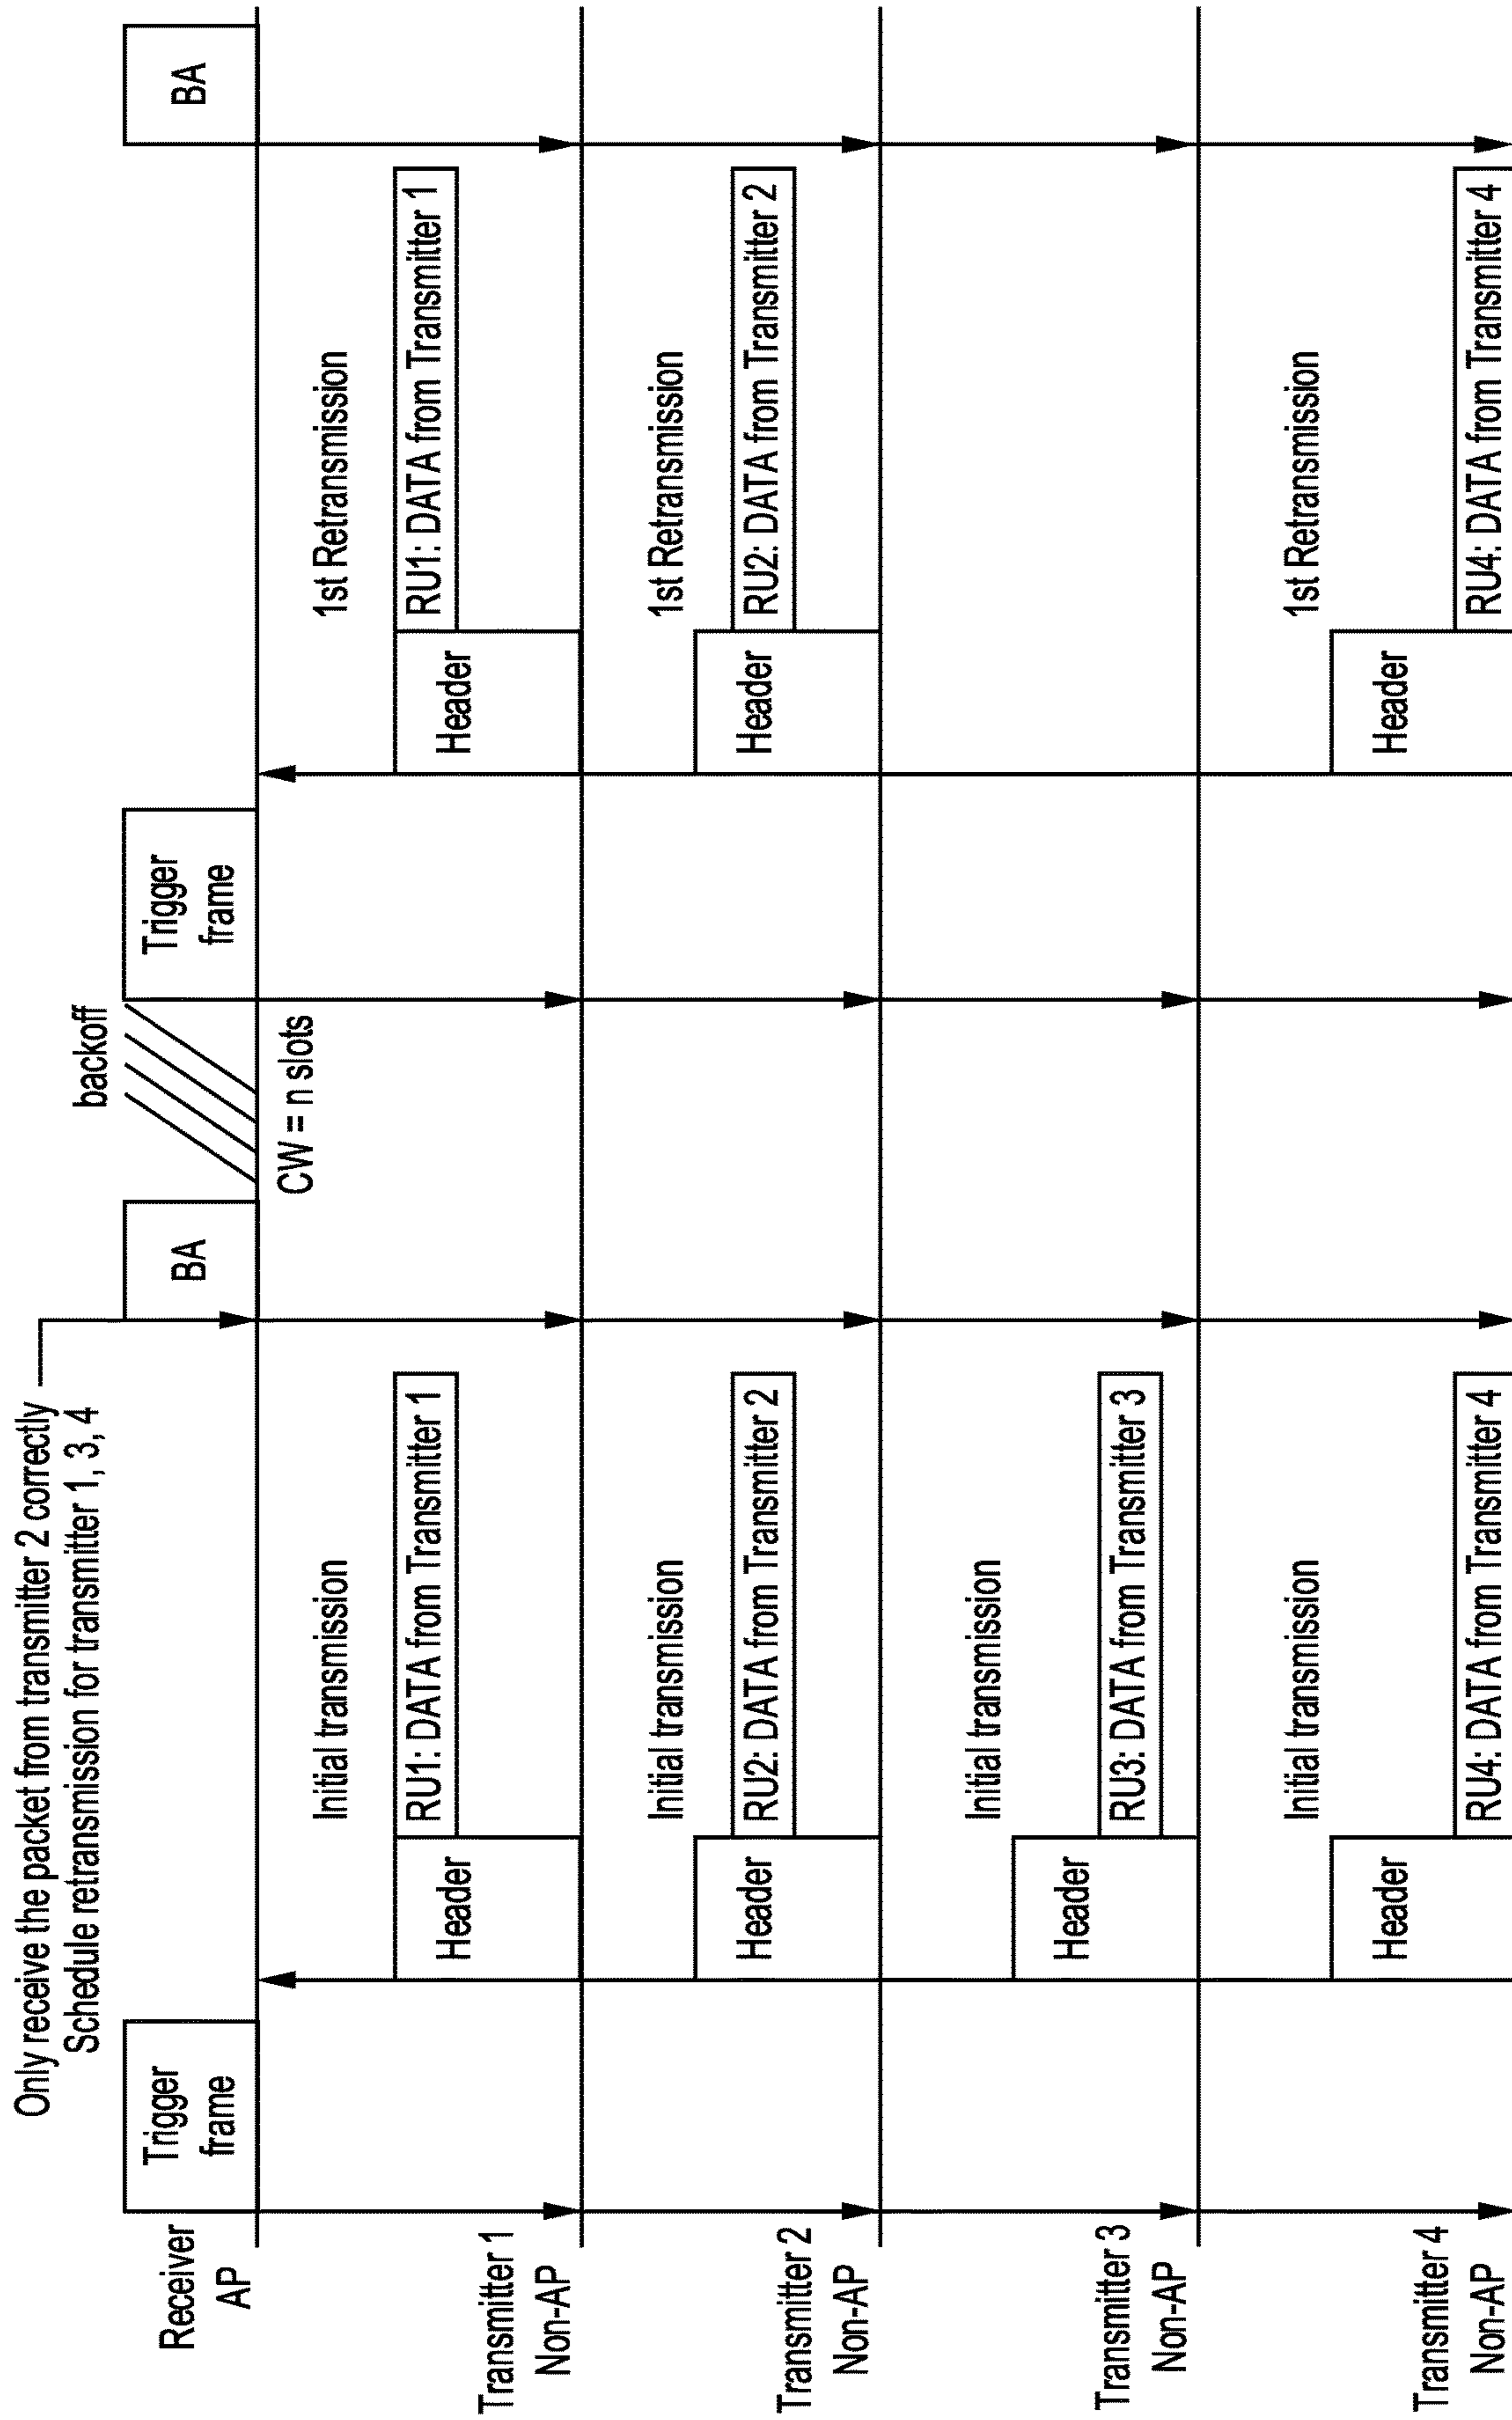 Only receive the packet from transmitter 2 correctly
Schedule retransmission for transmitter 1, 3, 4
backoff
Receiver
AP
Trigger
frame
BA
CW = n slots
Trigger
frame
BA
Transmitter 1
Non-AP
Initial transmission
Header
RU1: DATA from Transmitter 1
1st Retransmission
Header
RU1: DATA from Transmitter 1
Transmitter 2
Non-AP
Initial transmission
Header
RU2: DATA from Transmitter 2
1st Retransmission
Header
RU2: DATA from Transmitter 2
Transmitter 3
Non-AP
Initial transmission
Header
RU3: DATA from Transmitter 3
Transmitter 4
Non-AP
Initial transmission
Header
RU4: DATA from Transmitter 4
1st Retransmission
Header
RU4: DATA from Transmitter 4